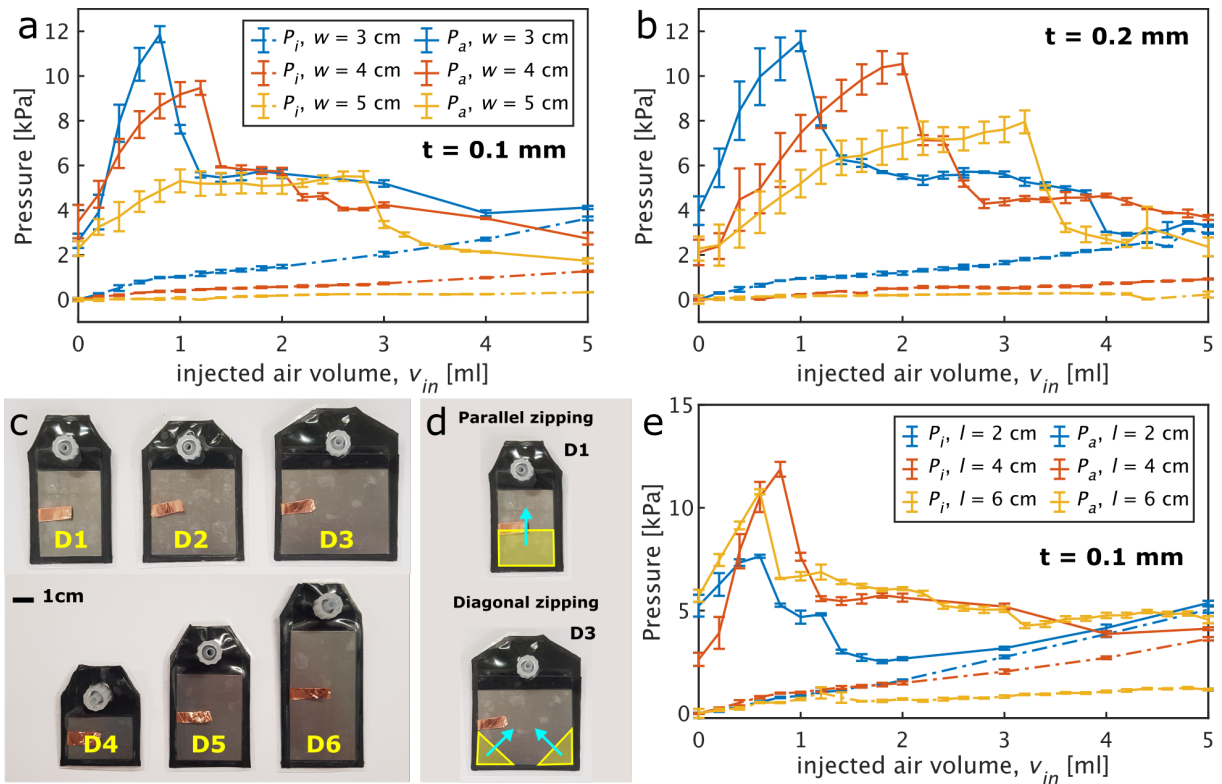 a
12
10
8
6
4
2
0
Pressure [kPa]
P_i, w = 3 cm
P_a, w = 3 cm
P_i, w = 4 cm
P_a, w = 4 cm
P_i, w = 5 cm
P_a, w = 5 cm
t = 0.1 mm
0 1 2 3 4 5
injected air volume, v_in [ml]
b
12
10
8
6
4
2
0
Pressure [kPa]
t = 0.2 mm
0 1 2 3 4 5
injected air volume, v_in [ml]
c
D1 D2 D3
1cm
D4 D5 D6
d
Parallel zipping
D1
Diagonal zipping
D3
e
15
10
5
0
Pressure [kPa]
P_i, l = 2 cm
P_a, l = 2 cm
P_i, l = 4 cm
P_a, l = 4 cm
P_i, l = 6 cm
P_a, l = 6 cm
t = 0.1 mm
0 1 2 3 4 5
injected air volume, v_in [ml]